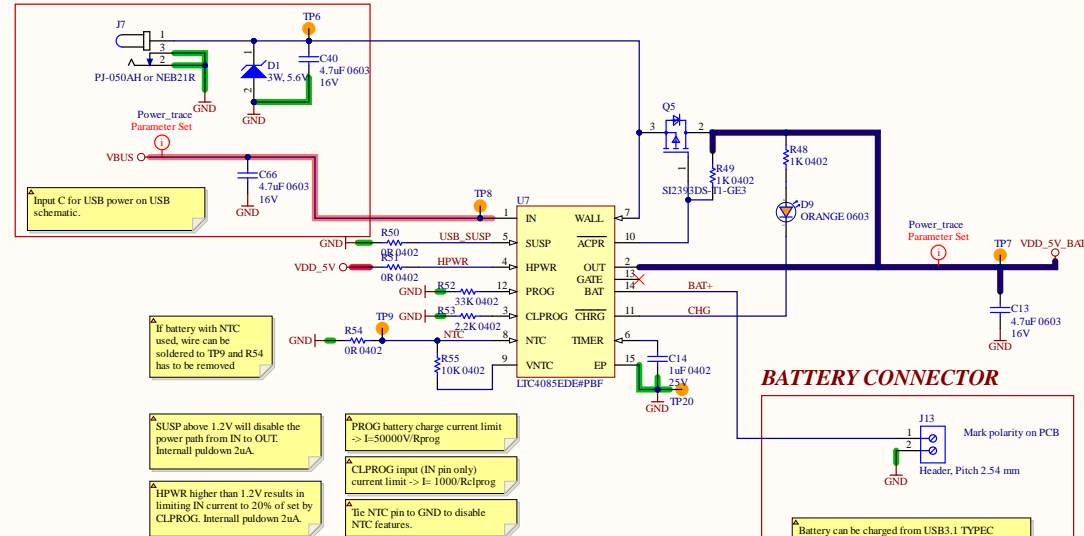 TP6
J7
1
3
2
PJ-050AH or NEB21R
GND
1
D1
3W, 5.6V
2
GND
C40
4.7uF 0603
16V
Power_trace
Parameter Set
i
VBUS
C66
4.7uF 0603
16V
GND
Input C for USB power on USB
schematic.
Q5
3
2
1
SI2393DS-T1-GE3
R49
1K 0402
R48
1K 0402
D9
ORANGE 0603
TP8
U7
1
IN
WALL
7
GND
R50
0R 0402
USB_SUSP
5
SUSP
ACPR
10
VDD_5V
R51
0R 0402
HPWR
4
HPWR
OUT
2
GATE
13
GND
R52
33K 0402
12
PROG
BAT
14
BAT+
GND
R53
2.2K 0402
3
CLPROG
CHRG
11
CHG
GND
R54
0R 0402
TP9
NTC
8
NTC
TIMER
6
R55
10K 0402
9
VNTC
EP
15
LTC4085EDE#PBF
C14
1uF 0402
25V
GND
TP20
Power_trace
Parameter Set
i
TP7
VDD_5V_BAT
C13
4.7uF 0603
16V
GND
If battery with NTC
used, wire can be
soldered to TP9 and R54
has to be removed
SUSP above 1.2V will disable the
power path from IN to OUT.
Internall puldown 2uA.
HPWR higher than 1.2V results in
limiting IN current to 20% of set by
CLPROG. Internall puldown 2uA.
PROG battery charge current limit
-> I=50000V/Rprog
CLPROG input (IN pin only)
current limit -> I= 1000/Rclprog
Tie NTC pin to GND to disable
NTC features.
BATTERY CONNECTOR
J13
1
2
Mark polarity on PCB
Header, Pitch 2.54 mm
GND
Battery can be charged from USB3.1 TYPEC